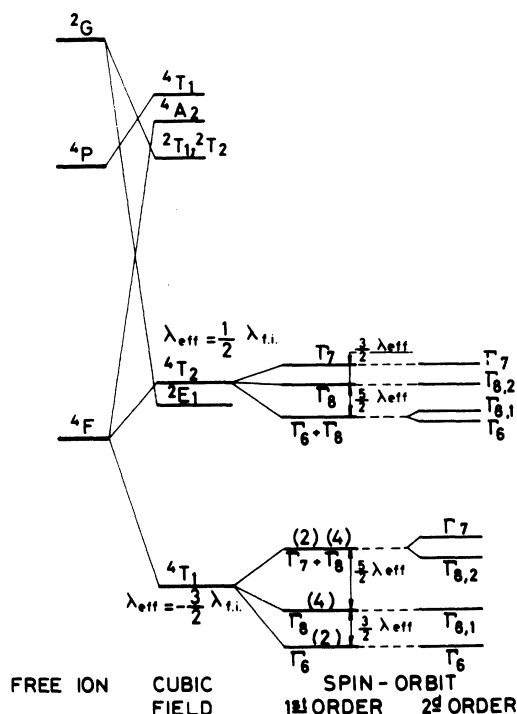 ²G
⁴T₁
⁴A₂
²T₁,²T₂
⁴P
λeff = 1/2 λf.i.
⁴T₂
²E₁
Γ₇
3/2 λeff
Γ₇
Γ₈
5/2 λeff
Γ₈,₂
Γ₆+Γ₈
Γ₈,₁
Γ₆
⁴F
(2) (4)
Γ₇+Γ₈
Γ₇
5/2 λeff
Γ₈,₂
⁴T₁
λeff = -3/2 λf.i.
(4)
Γ₈
3/2 λeff
Γ₈,₁
(2)
Γ₆
Γ₆
FREE ION CUBIC SPIN-ORBIT
FIELD 1st ORDER 2d ORDER